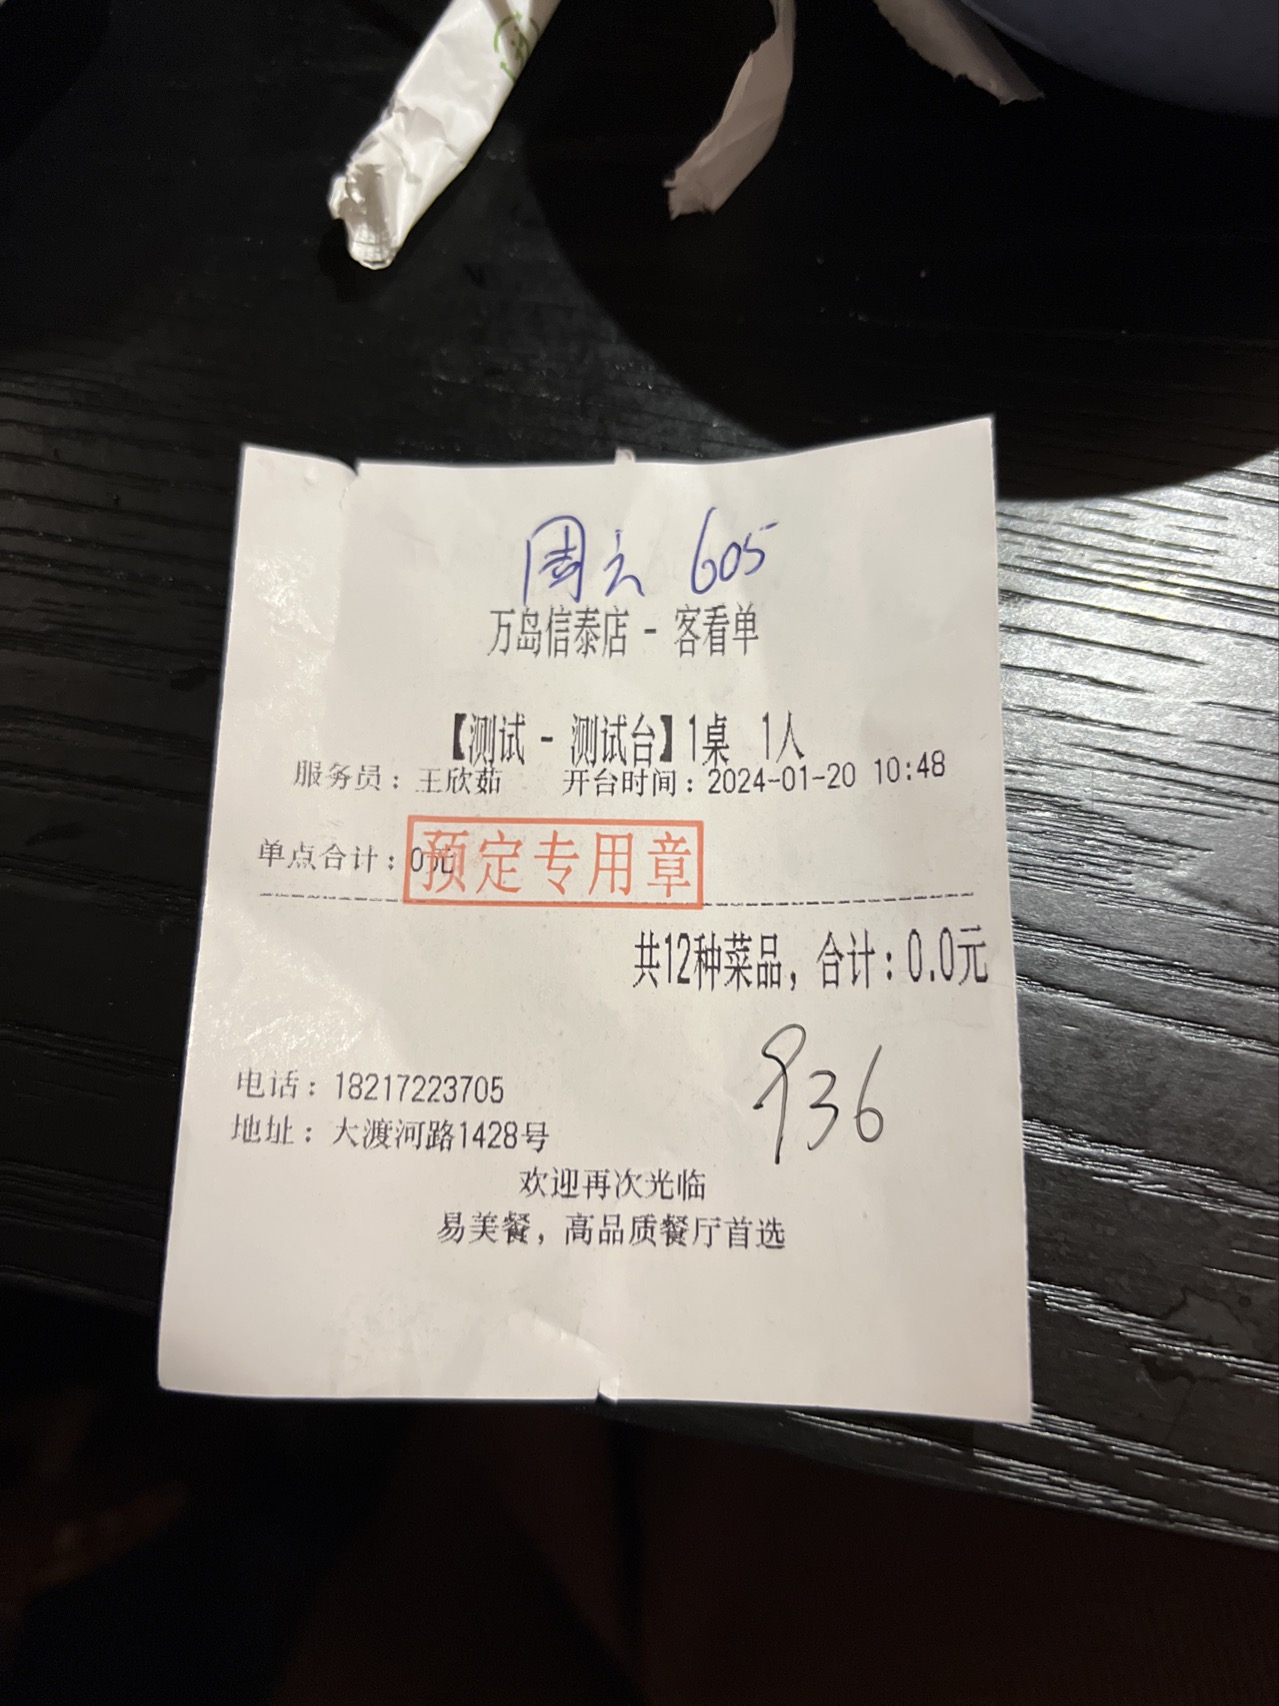 周六 605
万岛信泰店 - 客看单
【测试 - 测试台】1桌 1人
服务员：王欣茹 开台时间：2024-01-20 10:48
单点合计：0元
预定专用章
共12种菜品，合计：0.0元
936
电话：18217223705
地址：大渡河路1428号
欢迎再次光临
易美餐，高品质餐厅首选